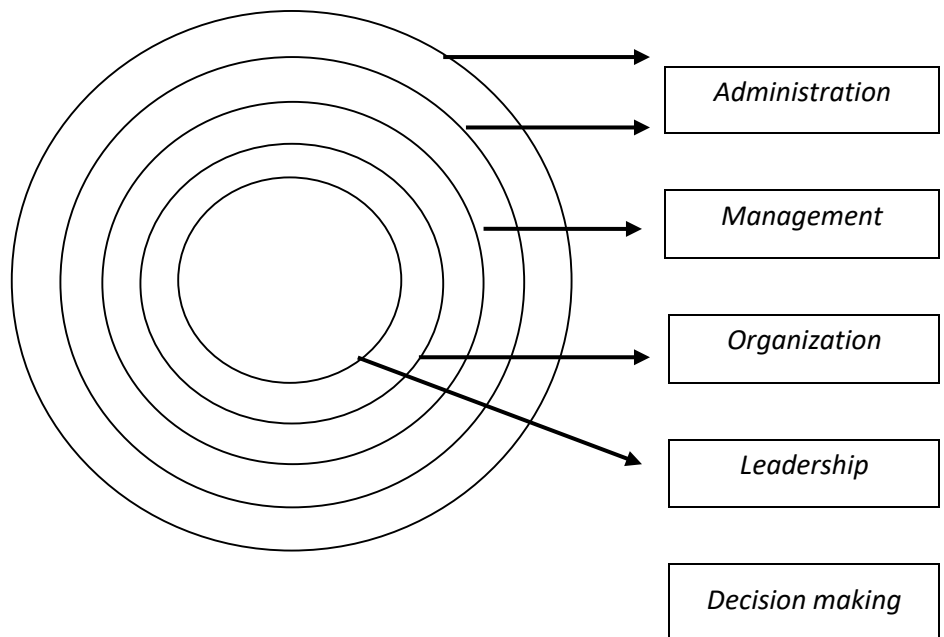 Administration
Management
Organization
Leadership
Decision making